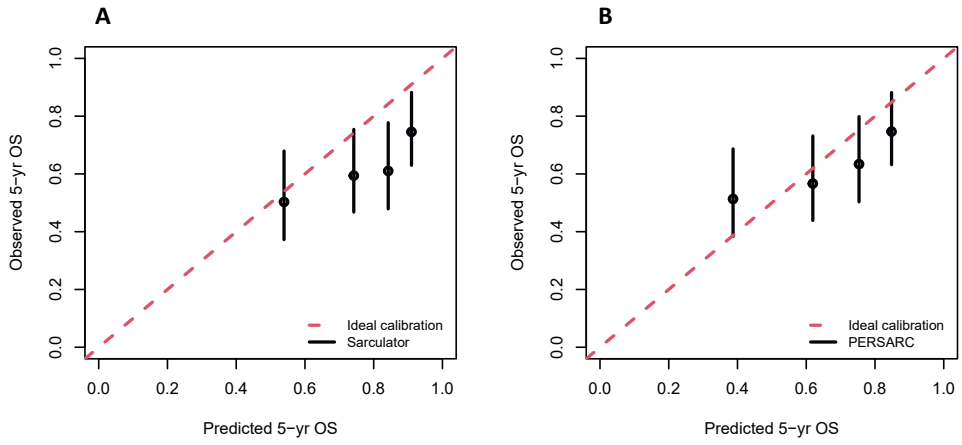 A
Observed 5−yr OS
1.0
0.8
0.6
0.4
0.2
0.0
0.0 0.2 0.4 0.6 0.8 1.0
Predicted 5−yr OS
Ideal calibration
Sarculator
B
Observed 5−yr OS
1.0
0.8
0.6
0.4
0.2
0.0
0.0 0.2 0.4 0.6 0.8 1.0
Predicted 5−yr OS
Ideal calibration
PERSARC